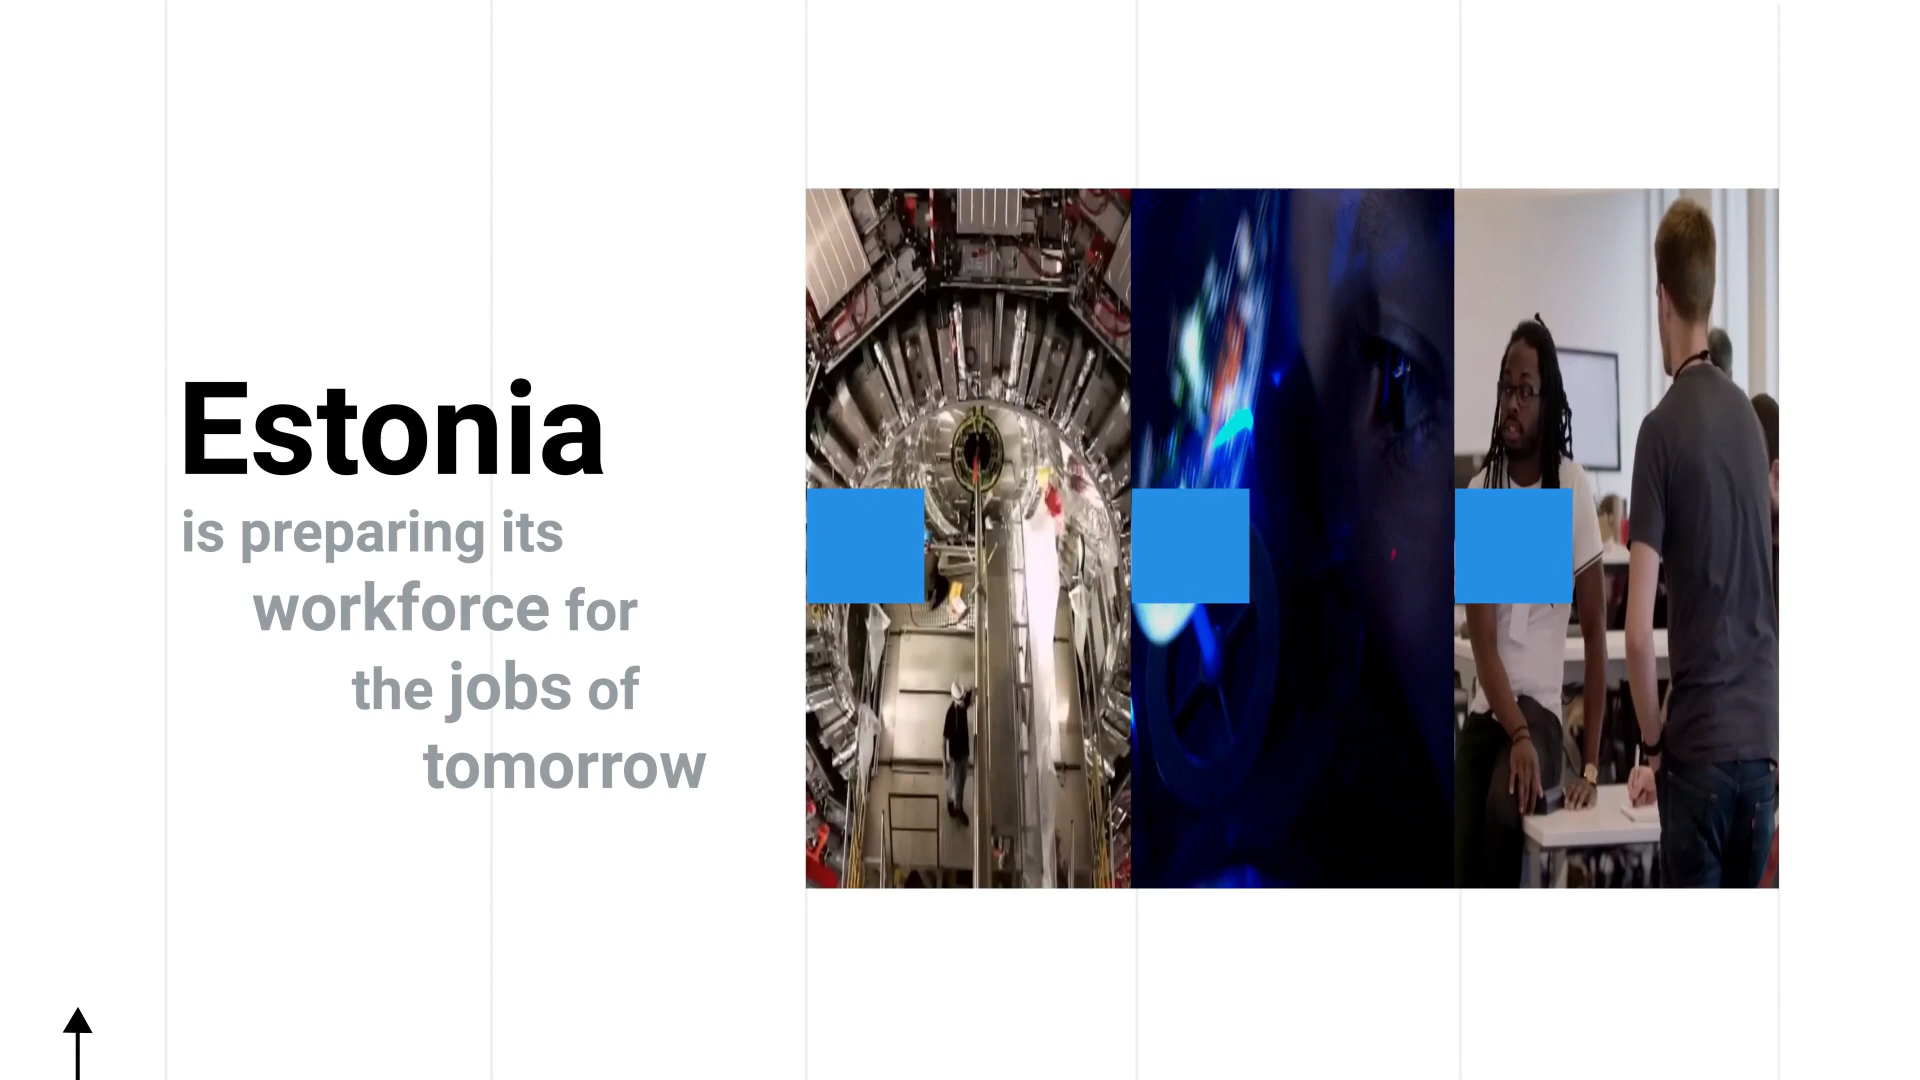 Estonia
is preparing its
workforce for
the jobs of
tomorrow